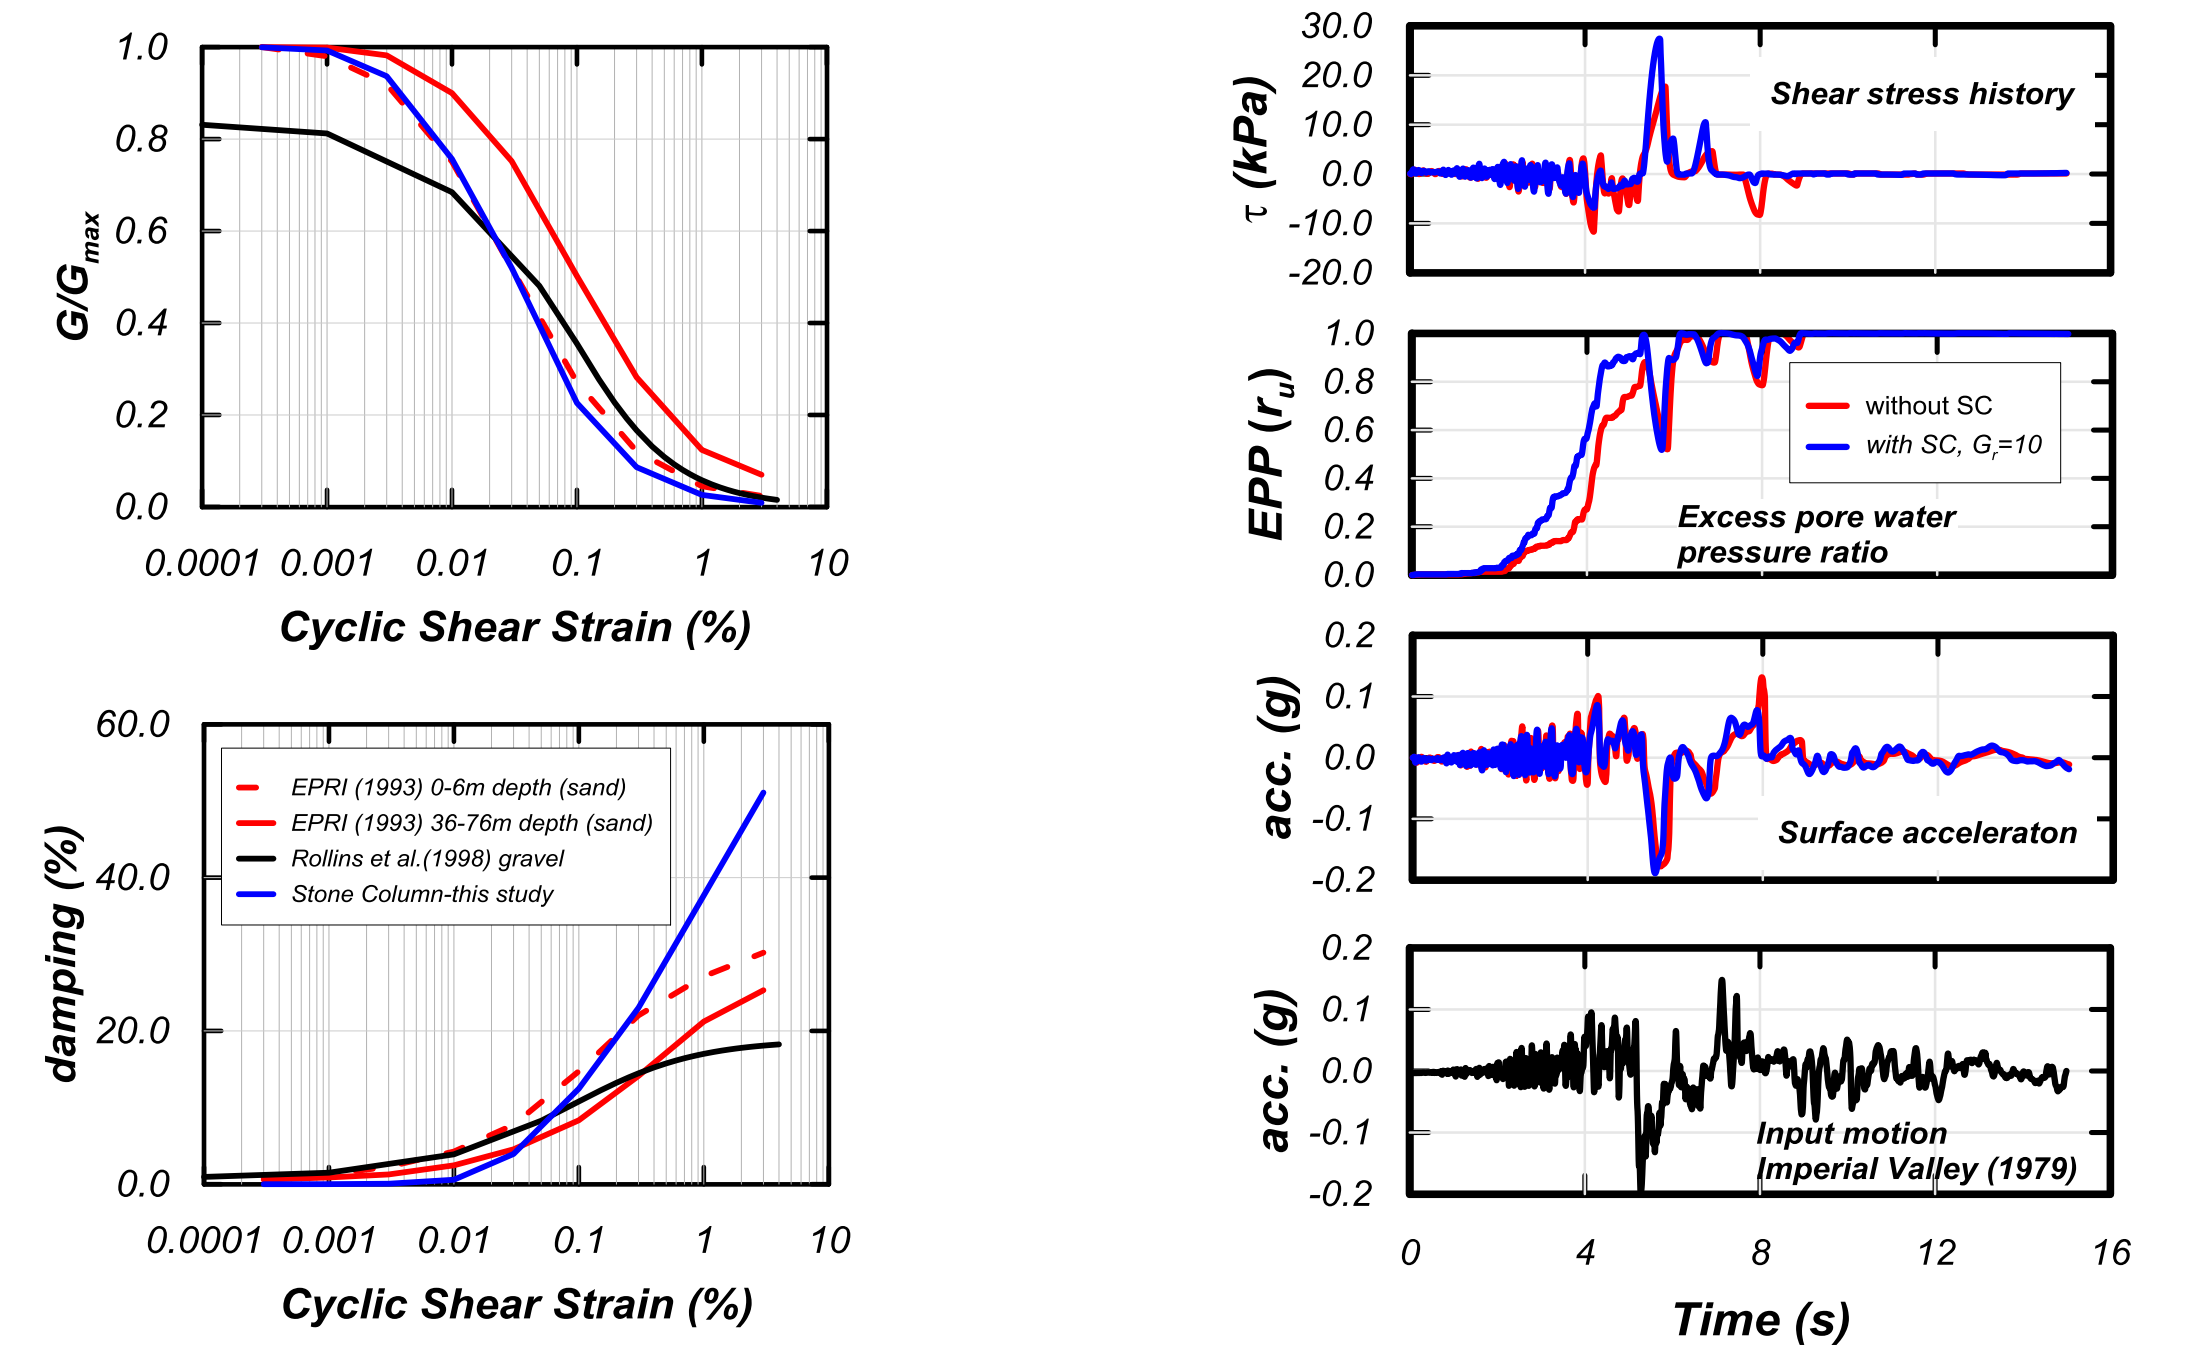 1.0
0.8
0.6
0.4
0.2
0.0
G/Gmax
0.0001 0.001 0.01 0.1 1 10
Cyclic Shear Strain (%)
60.0
40.0
20.0
0.0
damping (%)
EPRI (1993) 0-6m depth (sand)
EPRI (1993) 36-76m depth (sand)
Rollins et al.(1998) gravel
Stone Column-this study
0.0001 0.001 0.01 0.1 1 10
Cyclic Shear Strain (%)
30.0
20.0
10.0
0.0
-10.0
-20.0
τ (kPa)
Shear stress history
1.0
0.8
0.6
0.4
0.2
0.0
EPP (ru)
without SC
with SC, Gr=10
Excess pore water
pressure ratio
0.2
0.1
0.0
-0.1
-0.2
acc. (g)
Surface acceleraton
0.2
0.1
0.0
-0.1
-0.2
acc. (g)
Input motion
Imperial Valley (1979)
0 4 8 12 16
Time (s)